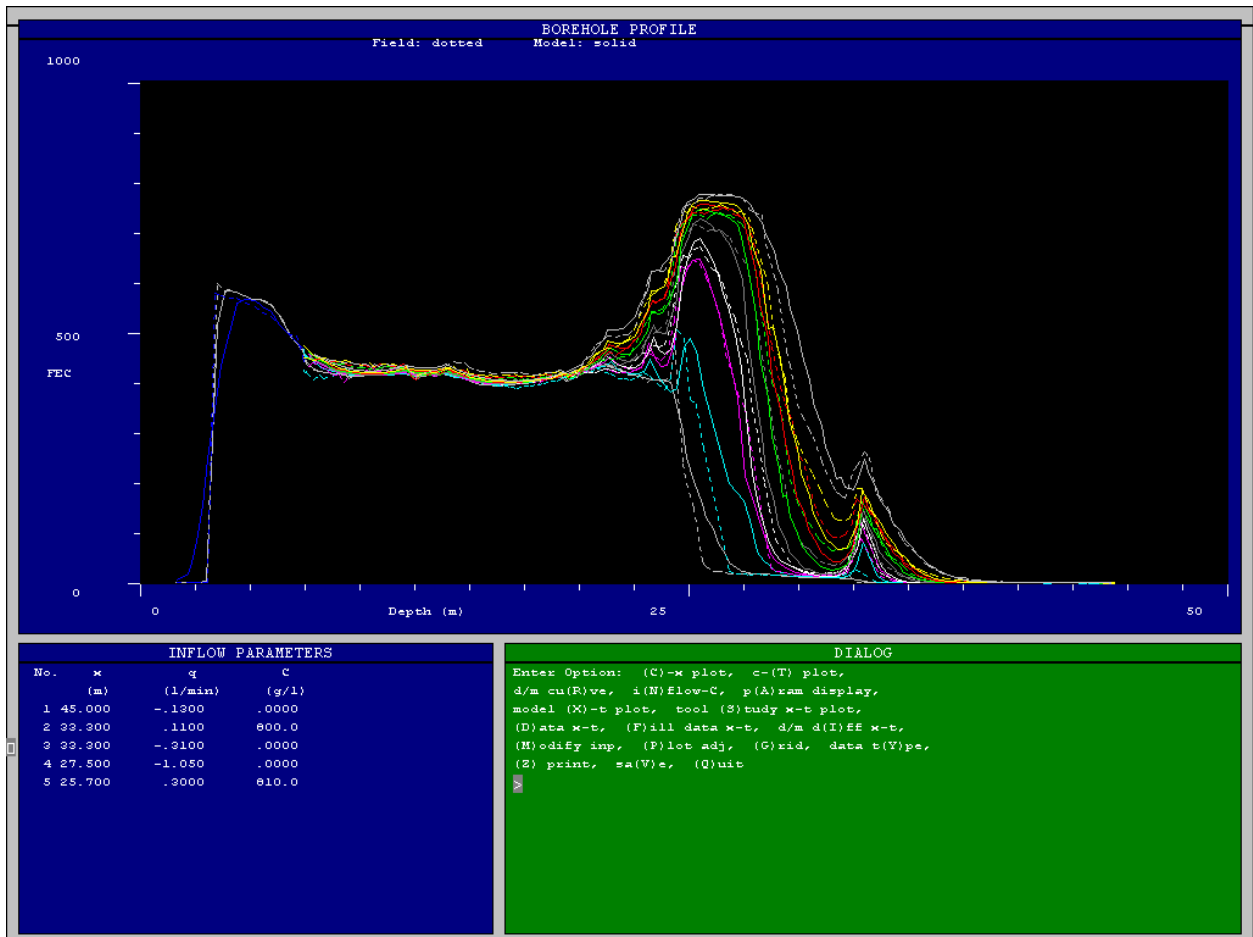 BOREHOLE PROFILE
Field: dotted Model: solid
1000
500
FEC
0
0 Depth (m) 25 50
INFLOW PARAMETERS
No. x q C
(m) (l/min) (g/l)
1 45.000 -.1300 .0000
2 33.300 .1100 800.0
3 33.300 -.3100 .0000
4 27.500 -1.050 .0000
5 25.700 .3000 810.0
DIALOG
Enter Option: (C)-x plot, c-(T) plot,
d/m cu(R)ve, i(N)flow-C, p(A)ram display,
model (X)-t plot, tool (S)tudy x-t plot,
(D)ata x-t, (F)ill data x-t, d/m d(I)ff x-t,
(M)odify inp, (P)lot adj, (G)rid, data t(Y)pe,
(Z) print, sa(V)e, (Q)uit
>